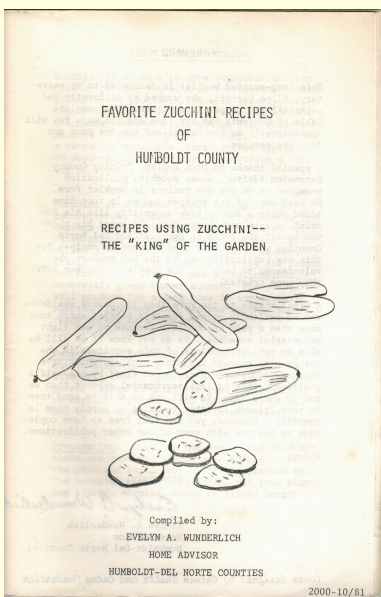 FAVORITE ZUCCHINI RECIPES
OF
HUMBOLDT COUNTY
RECIPES USING ZUCCHINI--
THE "KING" OF THE GARDEN
Compiled by:
EVELYN A. WUNDERLICH
HOME ADVISOR
HUMBOLDT-DEL NORTE COUNTIES
2000-10/81